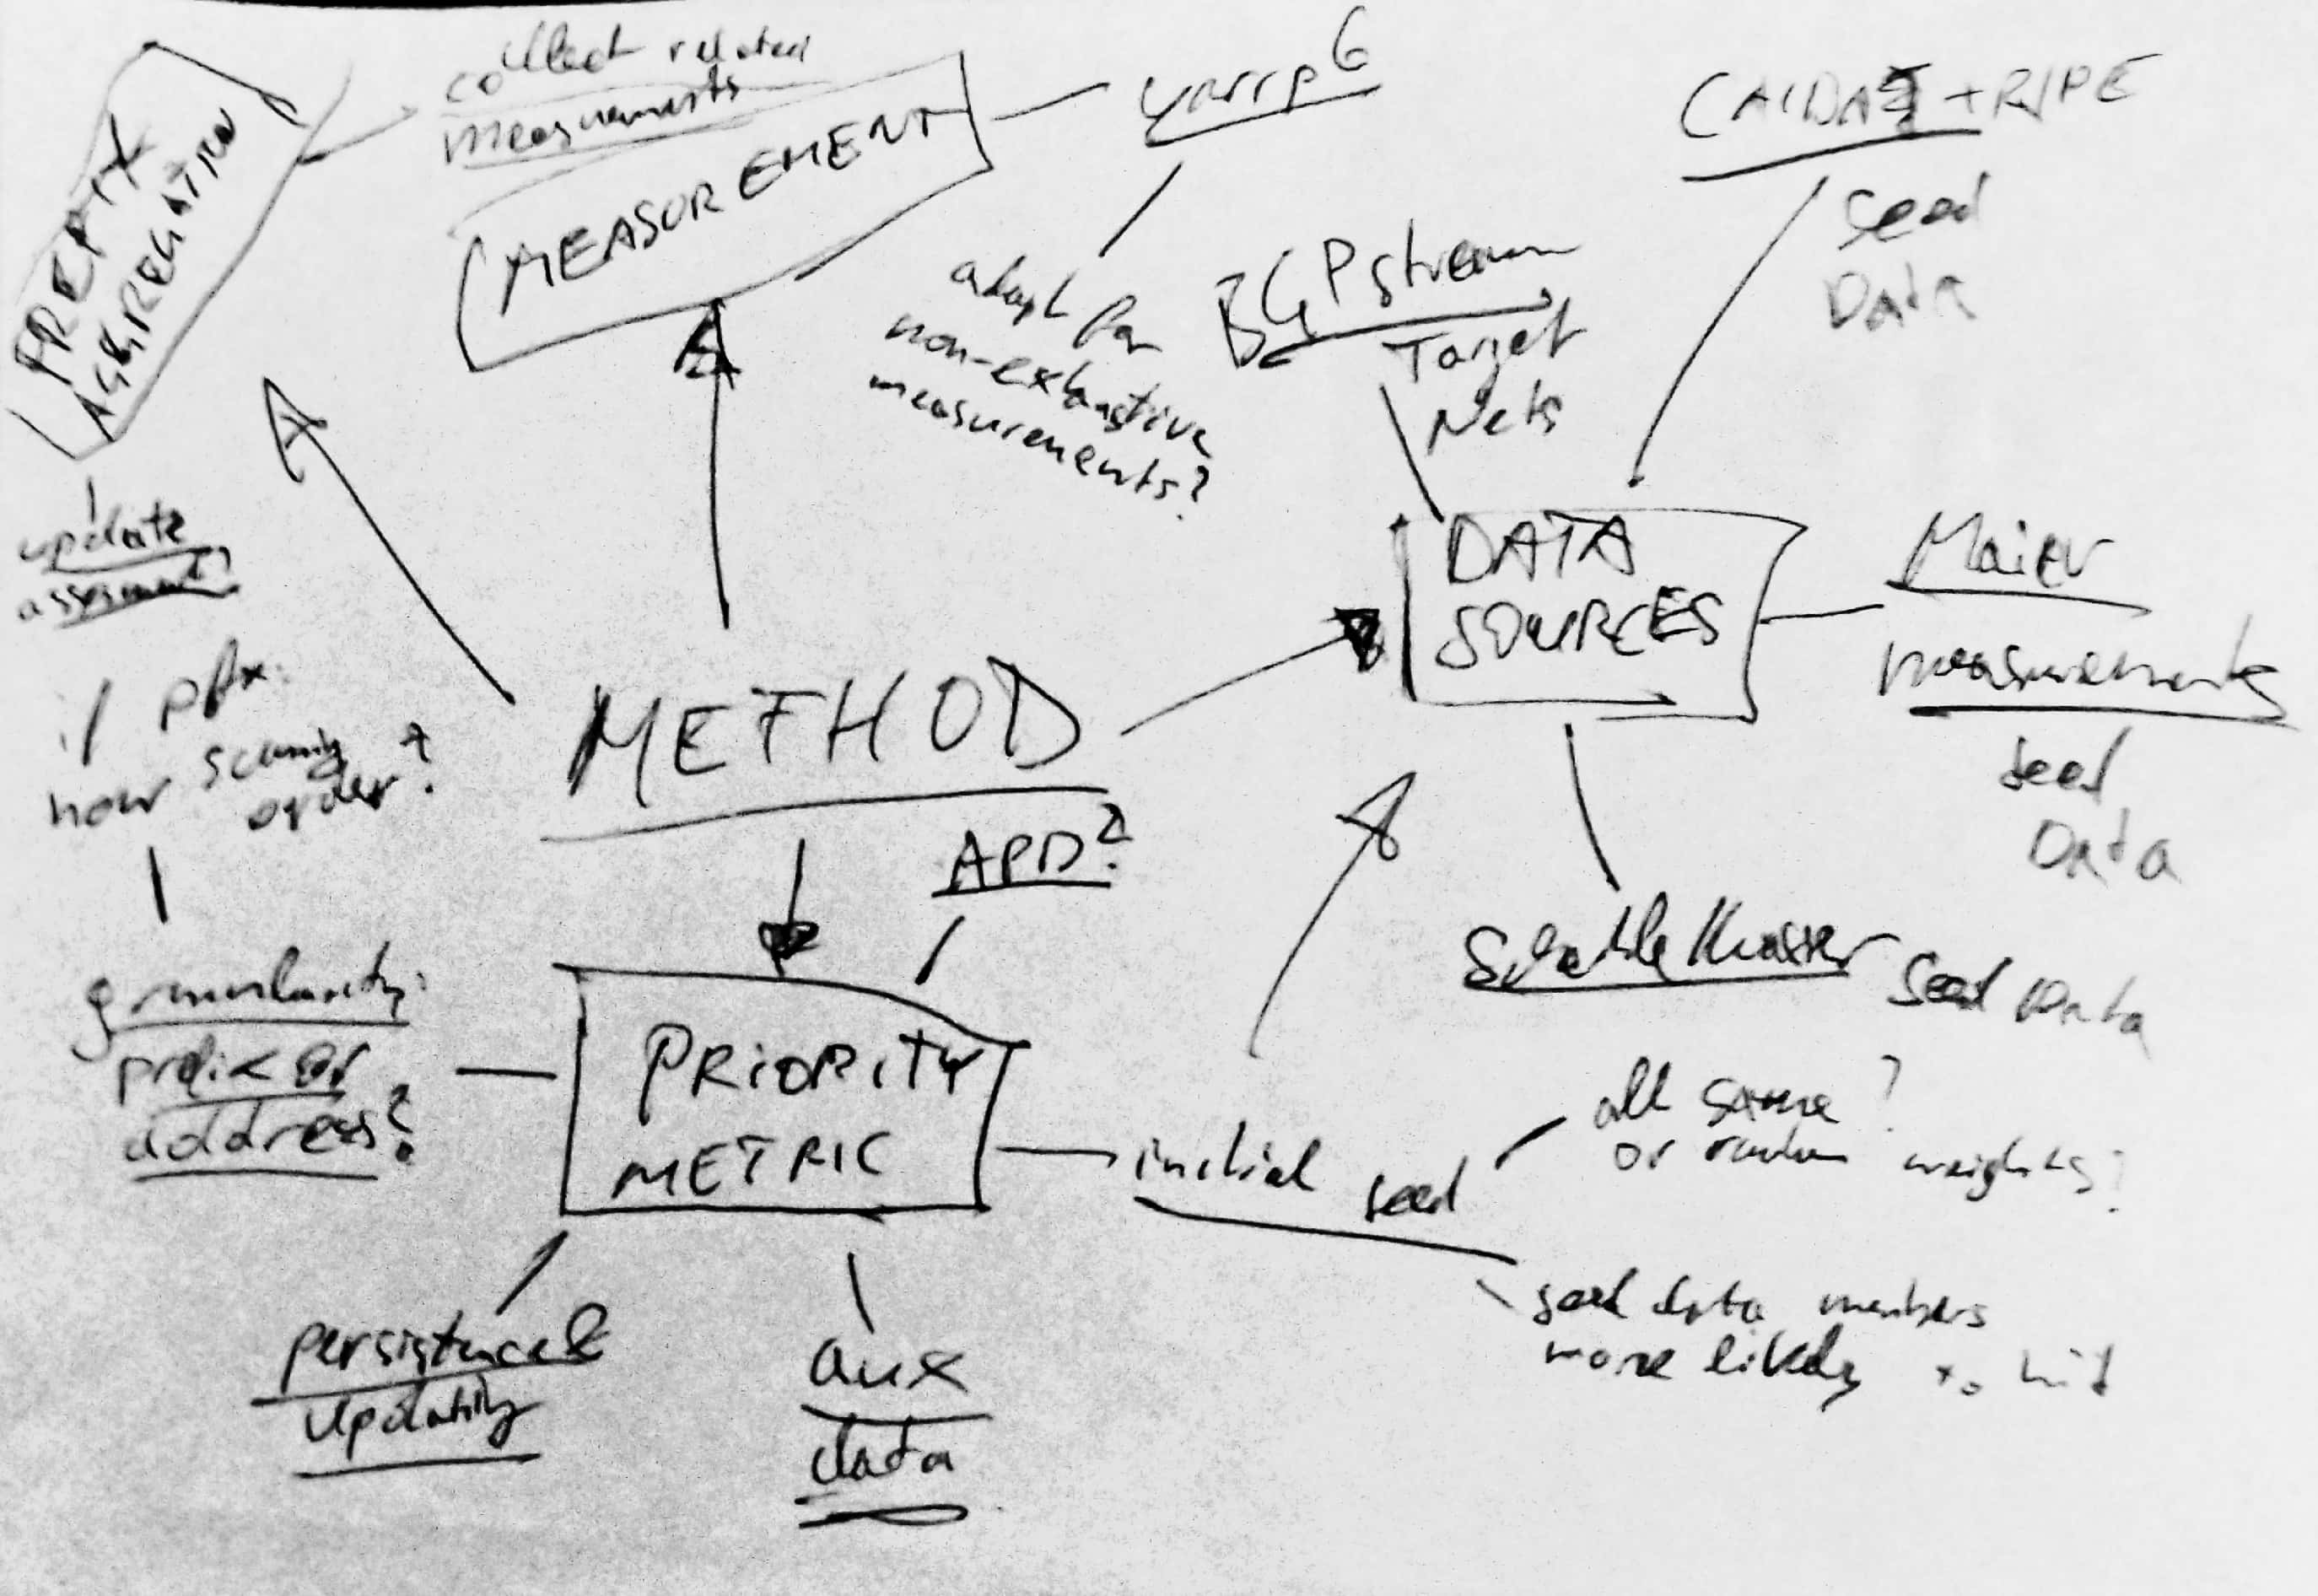 collect related
measurements
PREFIX
AGGREGATION
MEASUREMENT
yarrp6
CAIDA + RIPE
seed
Data
BGPstream
Target
Nets
adapt for
non-exhaustive
measurements?
update
assessment?
DATA
SOURCES
Maier
measurements
seed
Data
if pfx.
how scanning
order?
METHOD
APD?
seed Data
granularity:
prefix or
address?
PRIORITY
METRIC
initial seed
all same?
or random weights?
seed data members
more likely to hit
persistence &
updating
aux
data